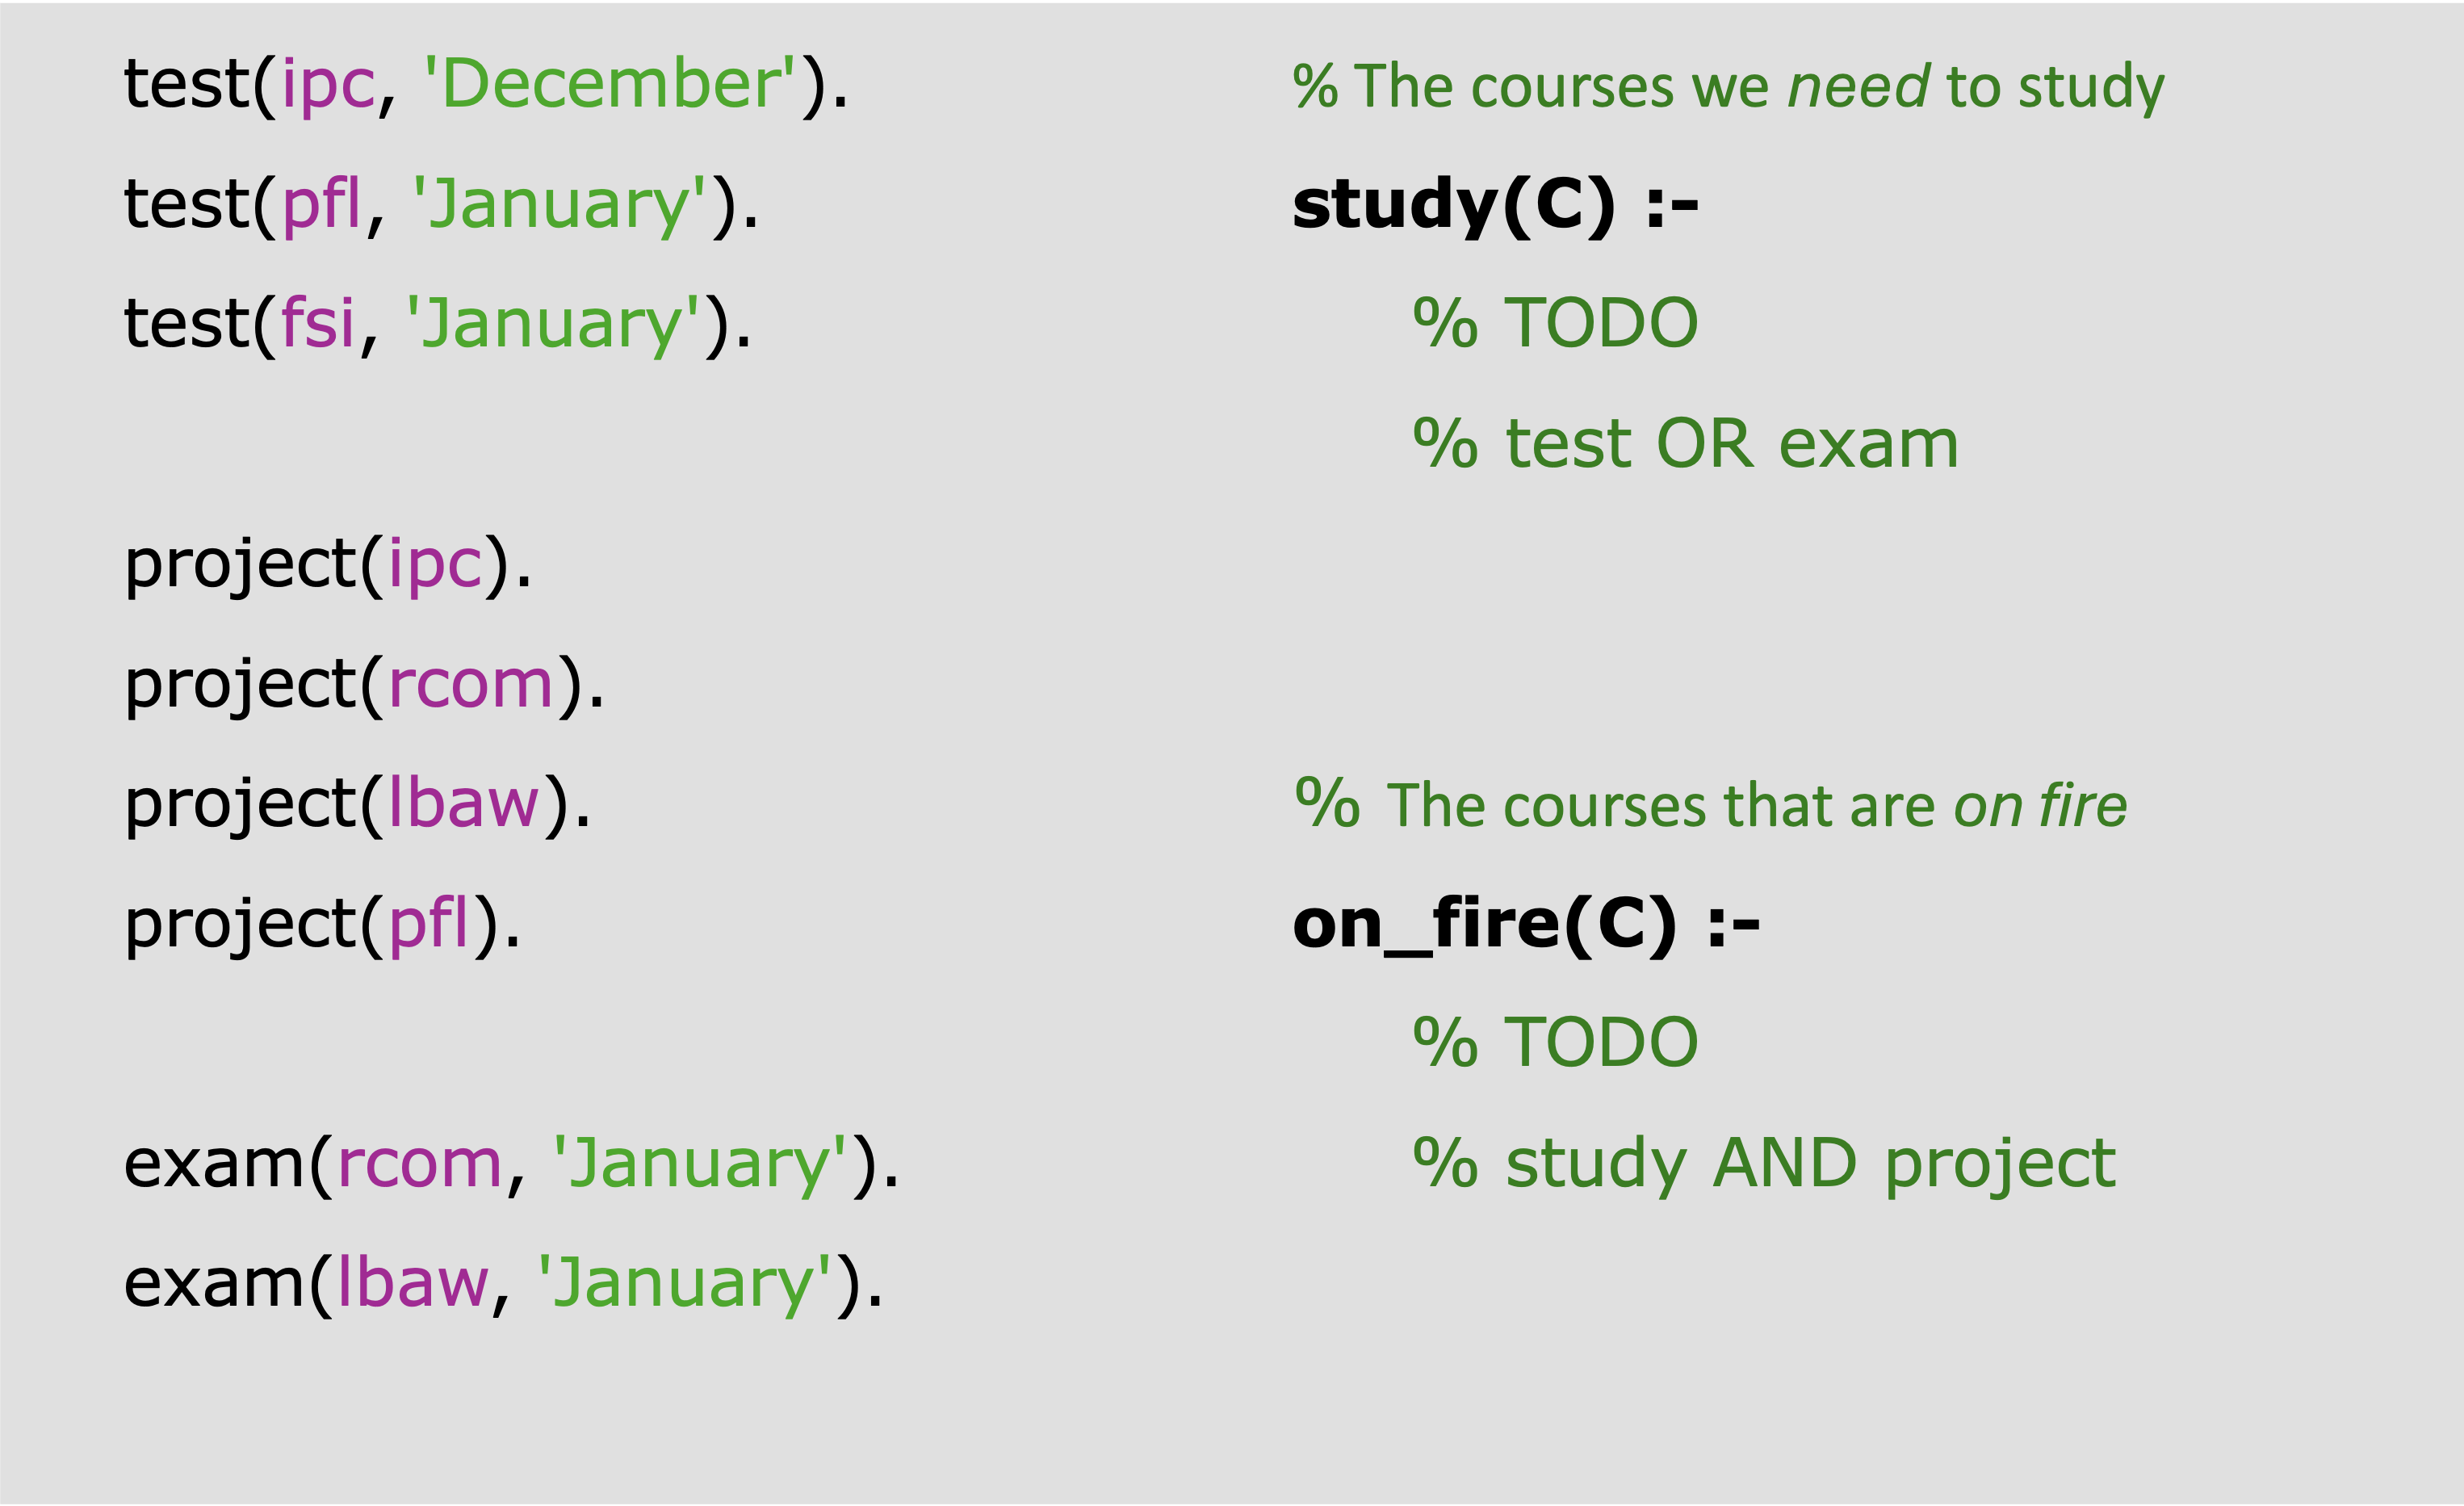 test(ipc, 'December').
test(pfl, 'January').
test(fsi, 'January').
project(ipc).
project(rcom).
project(lbaw).
project(pfl).
exam(rcom, 'January').
exam(lbaw, 'January').
%The courses we need to study
study(C) :-
% TODO
% test OR exam
% The courses that are on fire
on_fire(C) :-
% TODO
% study AND project